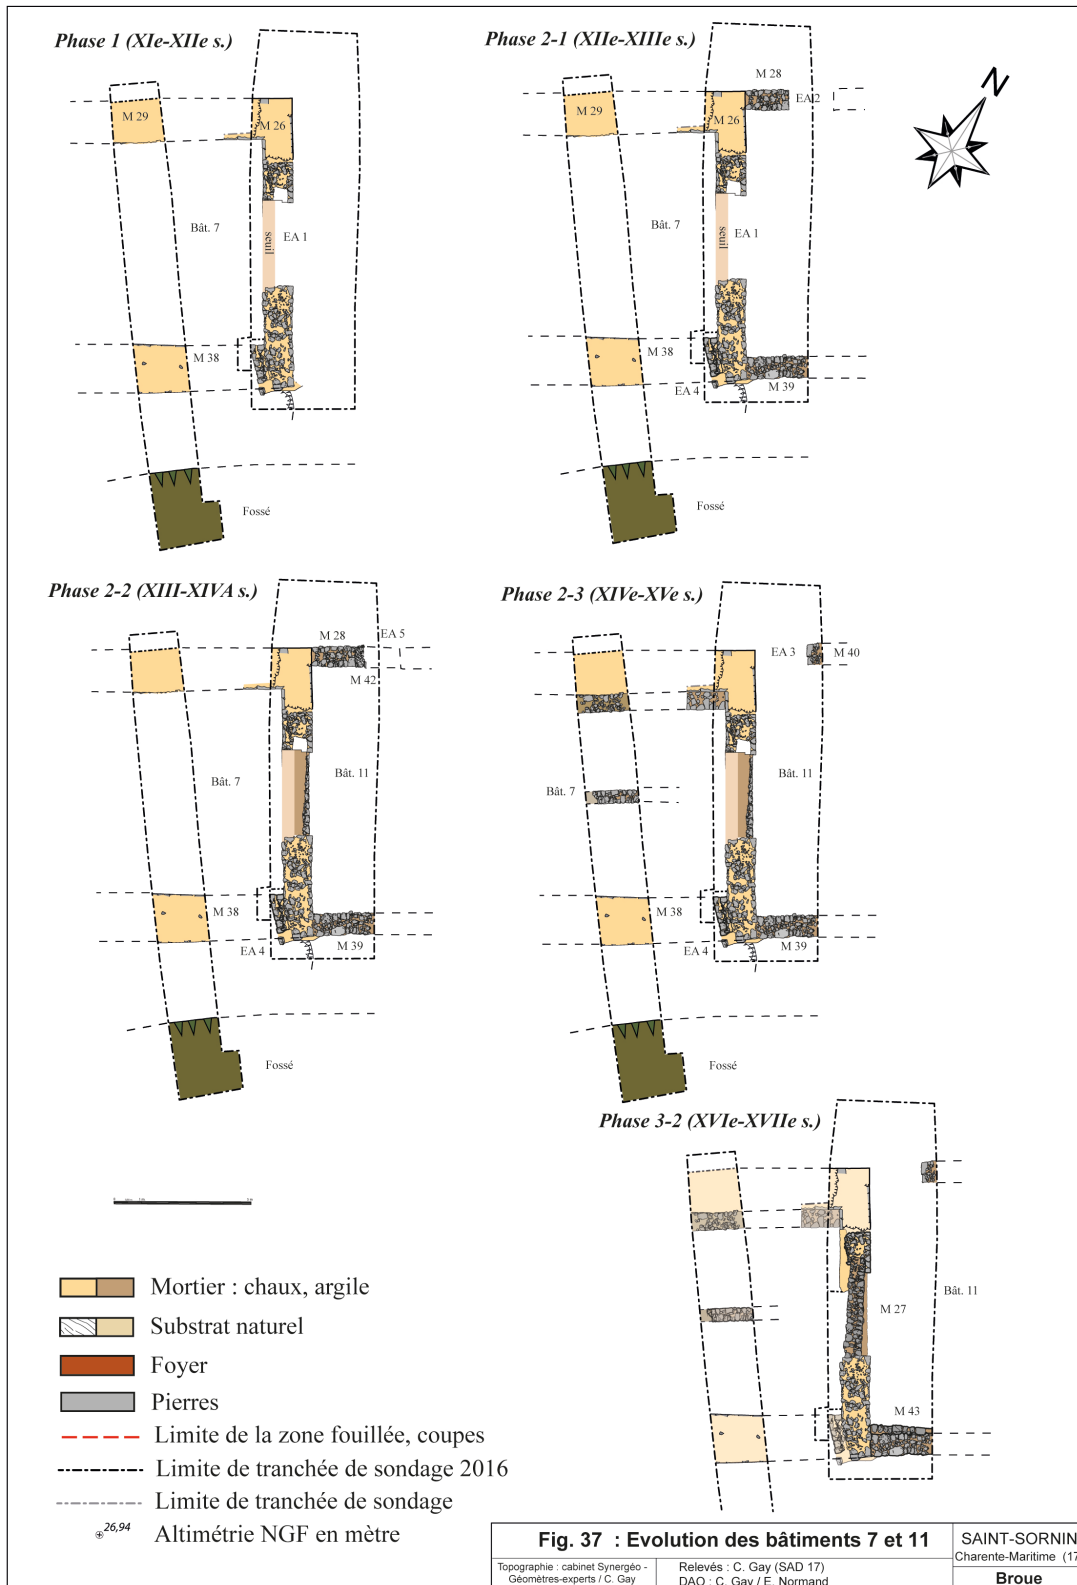 Phase 1 (XIe-XIIe s.)
M 29
M 26
Bât. 7
seuil
EA 1
M 38
Fossé
Phase 2-1 (XIIe-XIIIe s.)
M 28
EA 2
M 29
M 26
N
Bât. 7
seuil
EA 1
M 38
EA 4
M 39
Fossé
Phase 2-2 (XIII-XIVA s.)
M 28
EA 5
M 42
Bât. 7
Bât. 11
M 38
EA 4
M 39
Fossé
Phase 2-3 (XIVe-XVe s.)
EA 3
M 40
Bât. 7
Bât. 11
M 38
EA 4
M 39
Fossé
Phase 3-2 (XVIe-XVIIe s.)
Bât. 11
M 27
M 43
Mortier : chaux, argile
Substrat naturel
Foyer
Pierres
Limite de la zone fouillée, coupes
Limite de tranchée de sondage 2016
Limite de tranchée de sondage
26,94
Altimétrie NGF en mètre
Fig. 37 : Evolution des bâtiments 7 et 11
SAINT-SORNIN
Charente-Maritime (17
Topographie : cabinet Synergéo -
Géomètres-experts / C. Gay
Relevés : C. Gay (SAD 17)
DAO : C. Gay / E. Normand
Broue